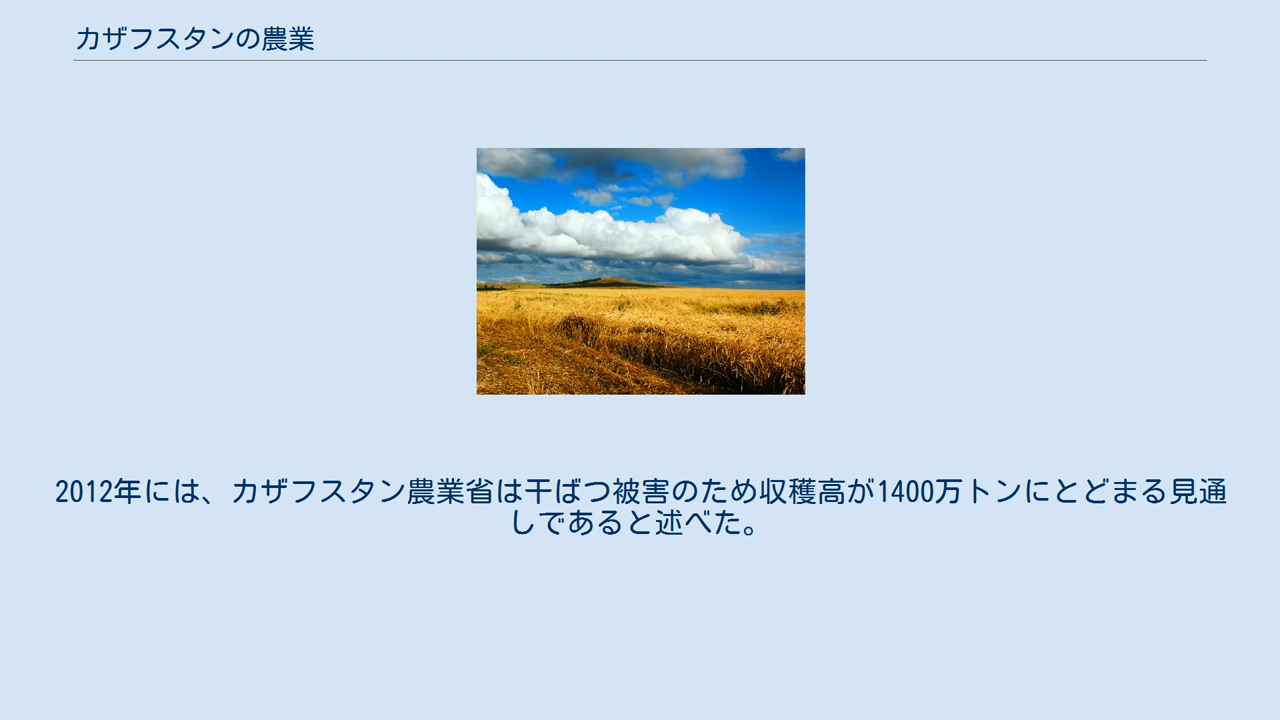 カザフスタンの農業
2012年には、カザフスタン農業省は干ばつ被害のため収穫高が1400万トンにとどまる見通
しであると述べた。